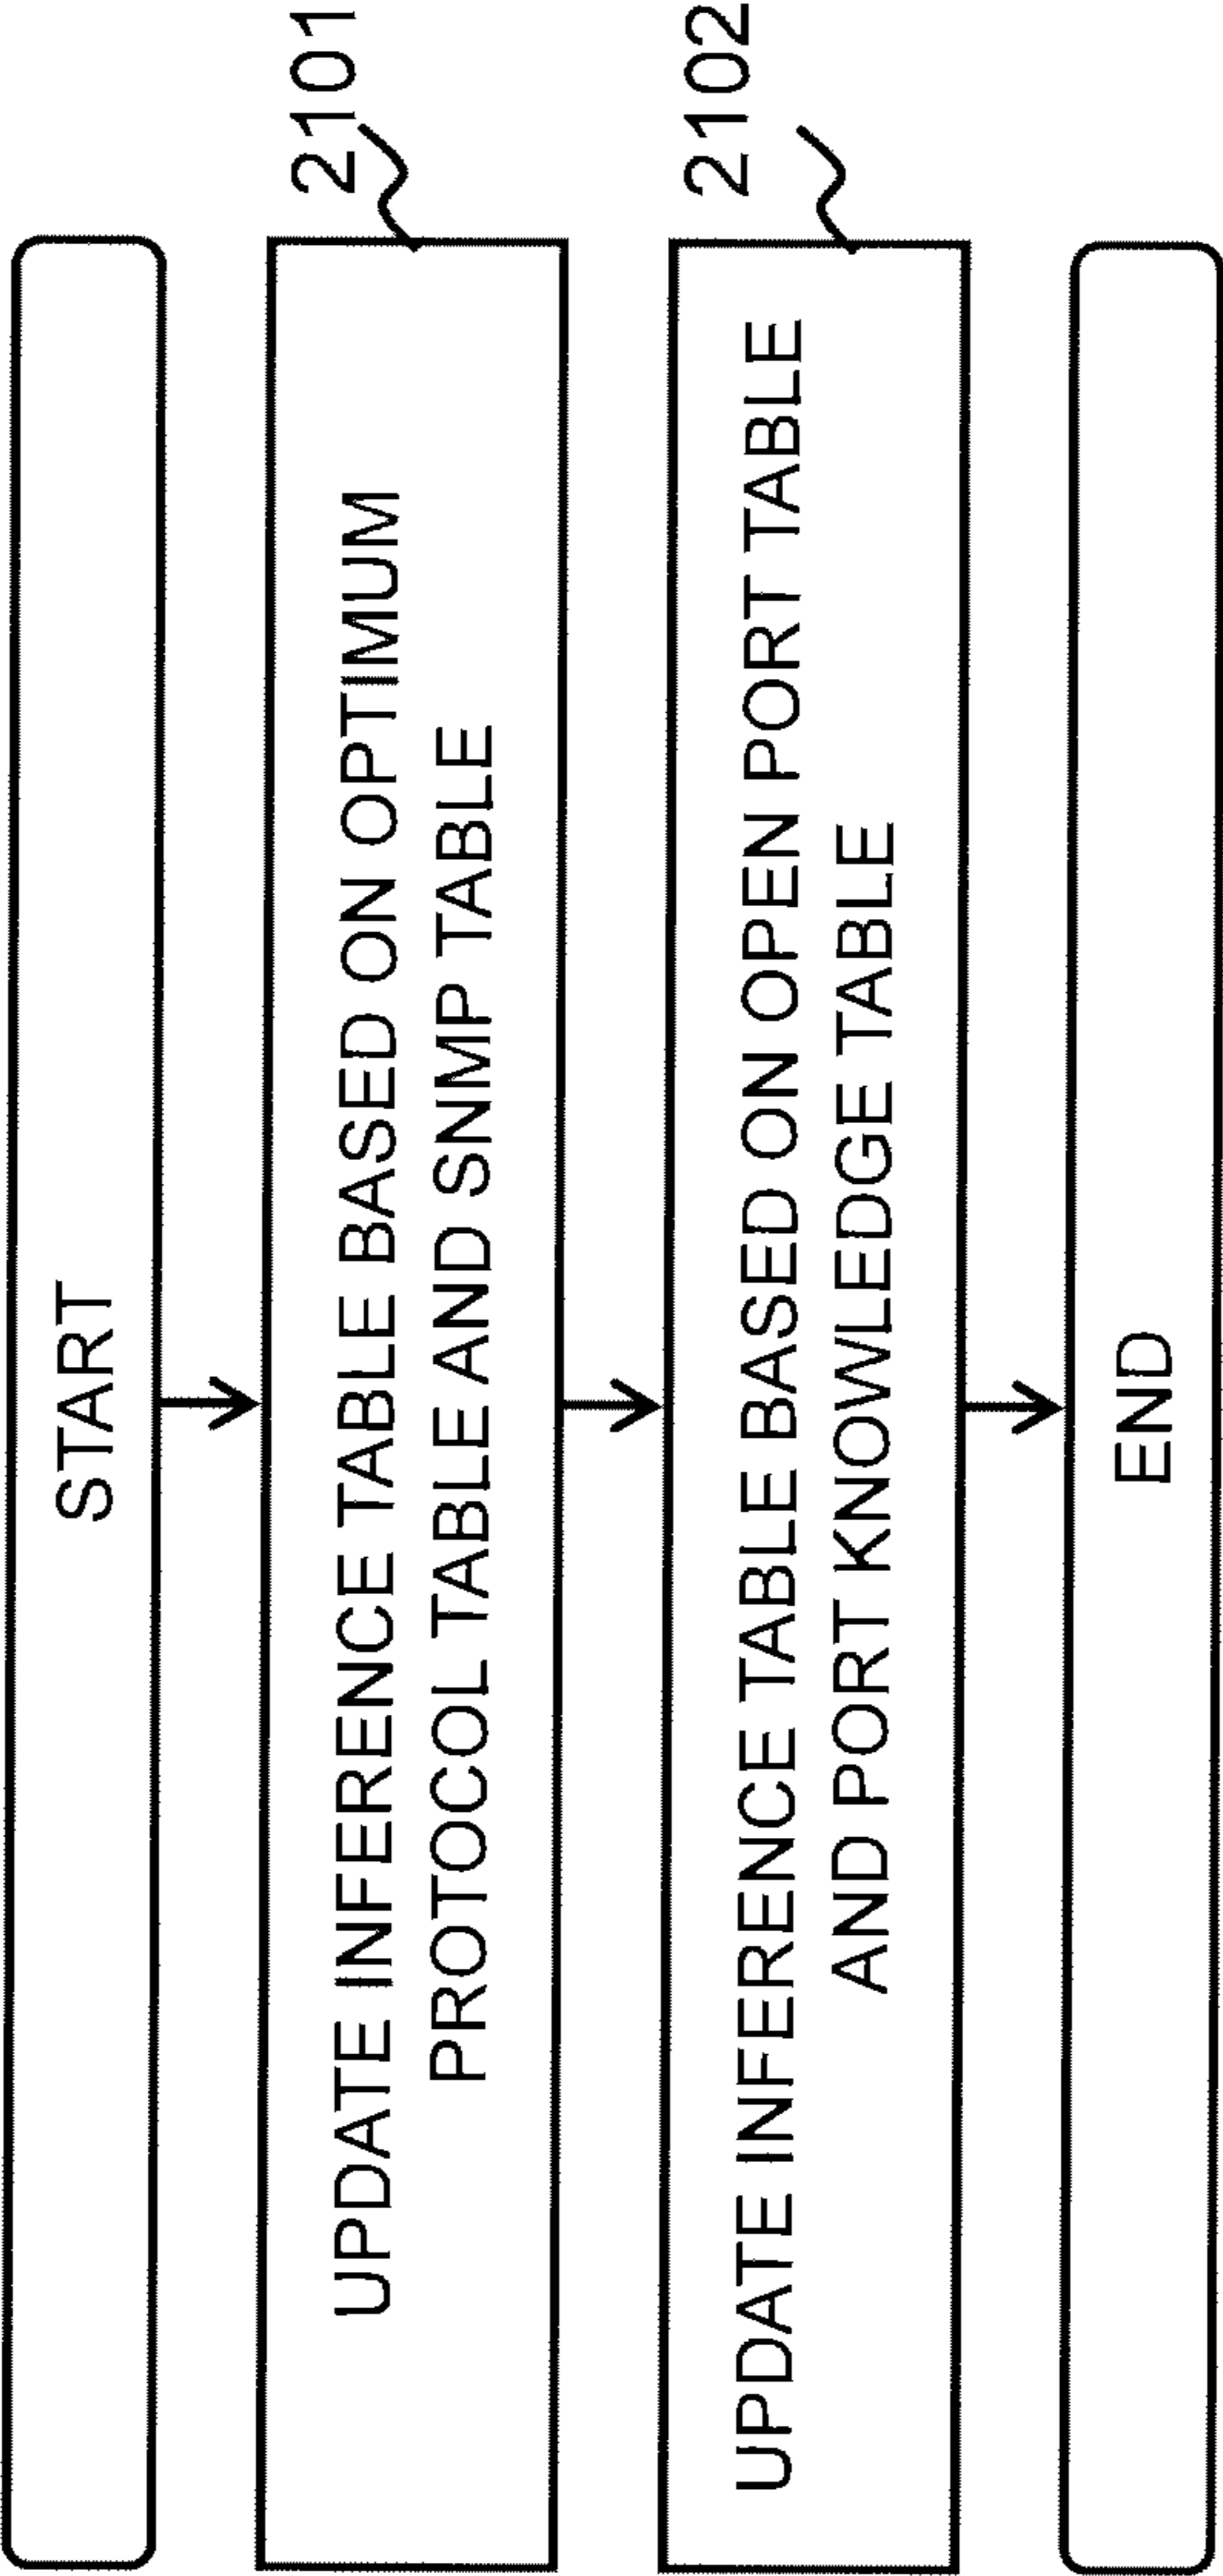 START
2101
UPDATE INFERENCE TABLE BASED ON OPTIMUM
PROTOCOL TABLE AND SNMP TABLE
2102
UPDATE INFERENCE TABLE BASED ON OPEN PORT TABLE
AND PORT KNOWLEDGE TABLE
END